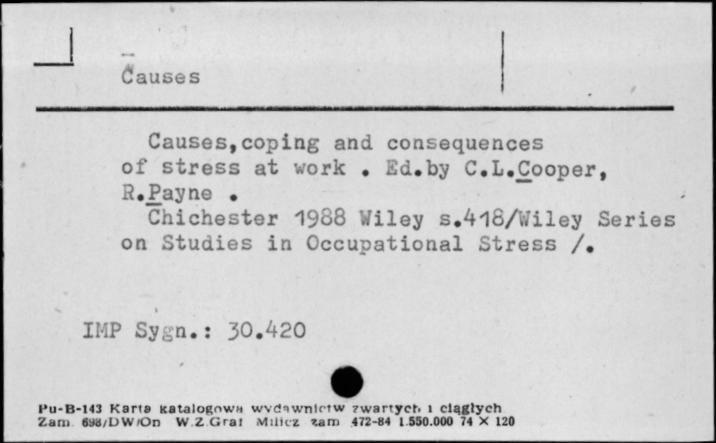 Causes
Causes,coping and consequences
of stress at work . Ed.by C.L.Cooper,
R.Payne .
Chichester 1988 Wiley s.418/Wiley Series
on Studies in Occupational Stress /.
IMP Sygn.: 30.420
Pu-B-143 Karta katalogowa wydawnictw zwartych i ciągłych
Zam. 698/DW/On W.Z.Graf Milicz zam 472-84 1.550.000 74 X 120